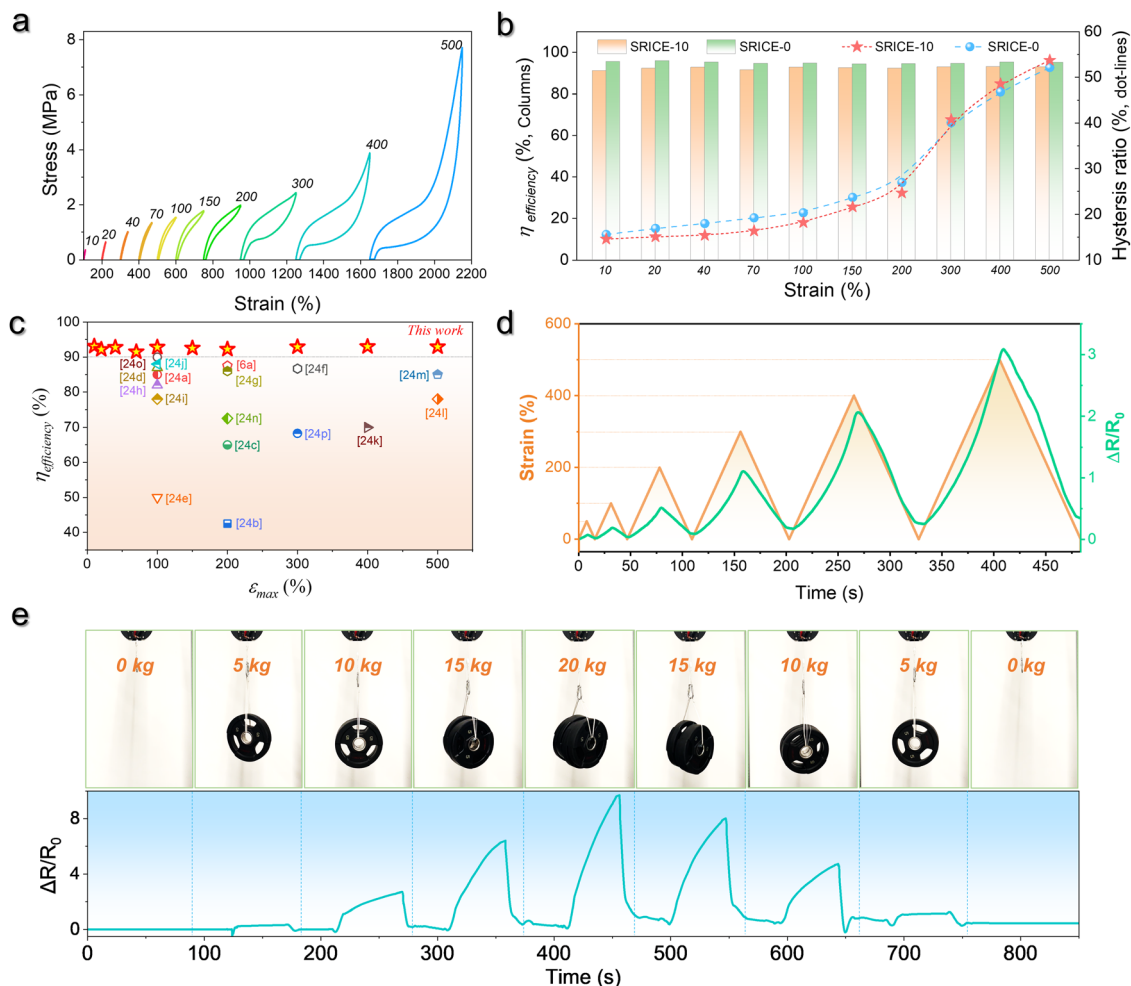 a
8
6
4
2
0
Stress (MPa)
10
20
40
70
100
150
200
300
400
500
200 400 600 800 1000 1250 1400 1600 1800 2000 2200
Strain (%)
b
SRICE-10 SRICE-0 SRICE-10 SRICE-0
100
80
60
40
20
0
η efficiency (%, Columns)
60
50
40
30
20
10
Hystersis ratio (%, dot-lines)
10 20 40 70 100 150 200 300 400 500
Strain (%)
c
This work
100
90
80
70
60
50
40
ηefficiency (%)
[24o]
[24j]
[24d]
[24a]
[24h]
[24i]
[24e]
[6a]
[24g]
[24n]
[24c]
[24b]
[24f]
[24p]
[24k]
[24m]
[24l]
0 100 200 300 400 500
εmax (%)
d
600
400
200
0
Strain (%)
3
2
1
0
ΔR/R0
0 50 100 150 200 250 300 350 400 450
Time (s)
e
0 kg 5 kg 10 kg 15 kg 20 kg 15 kg 10 kg 5 kg 0 kg
8
4
0
ΔR/R0
0 100 200 300 400 500 600 700 800
Time (s)